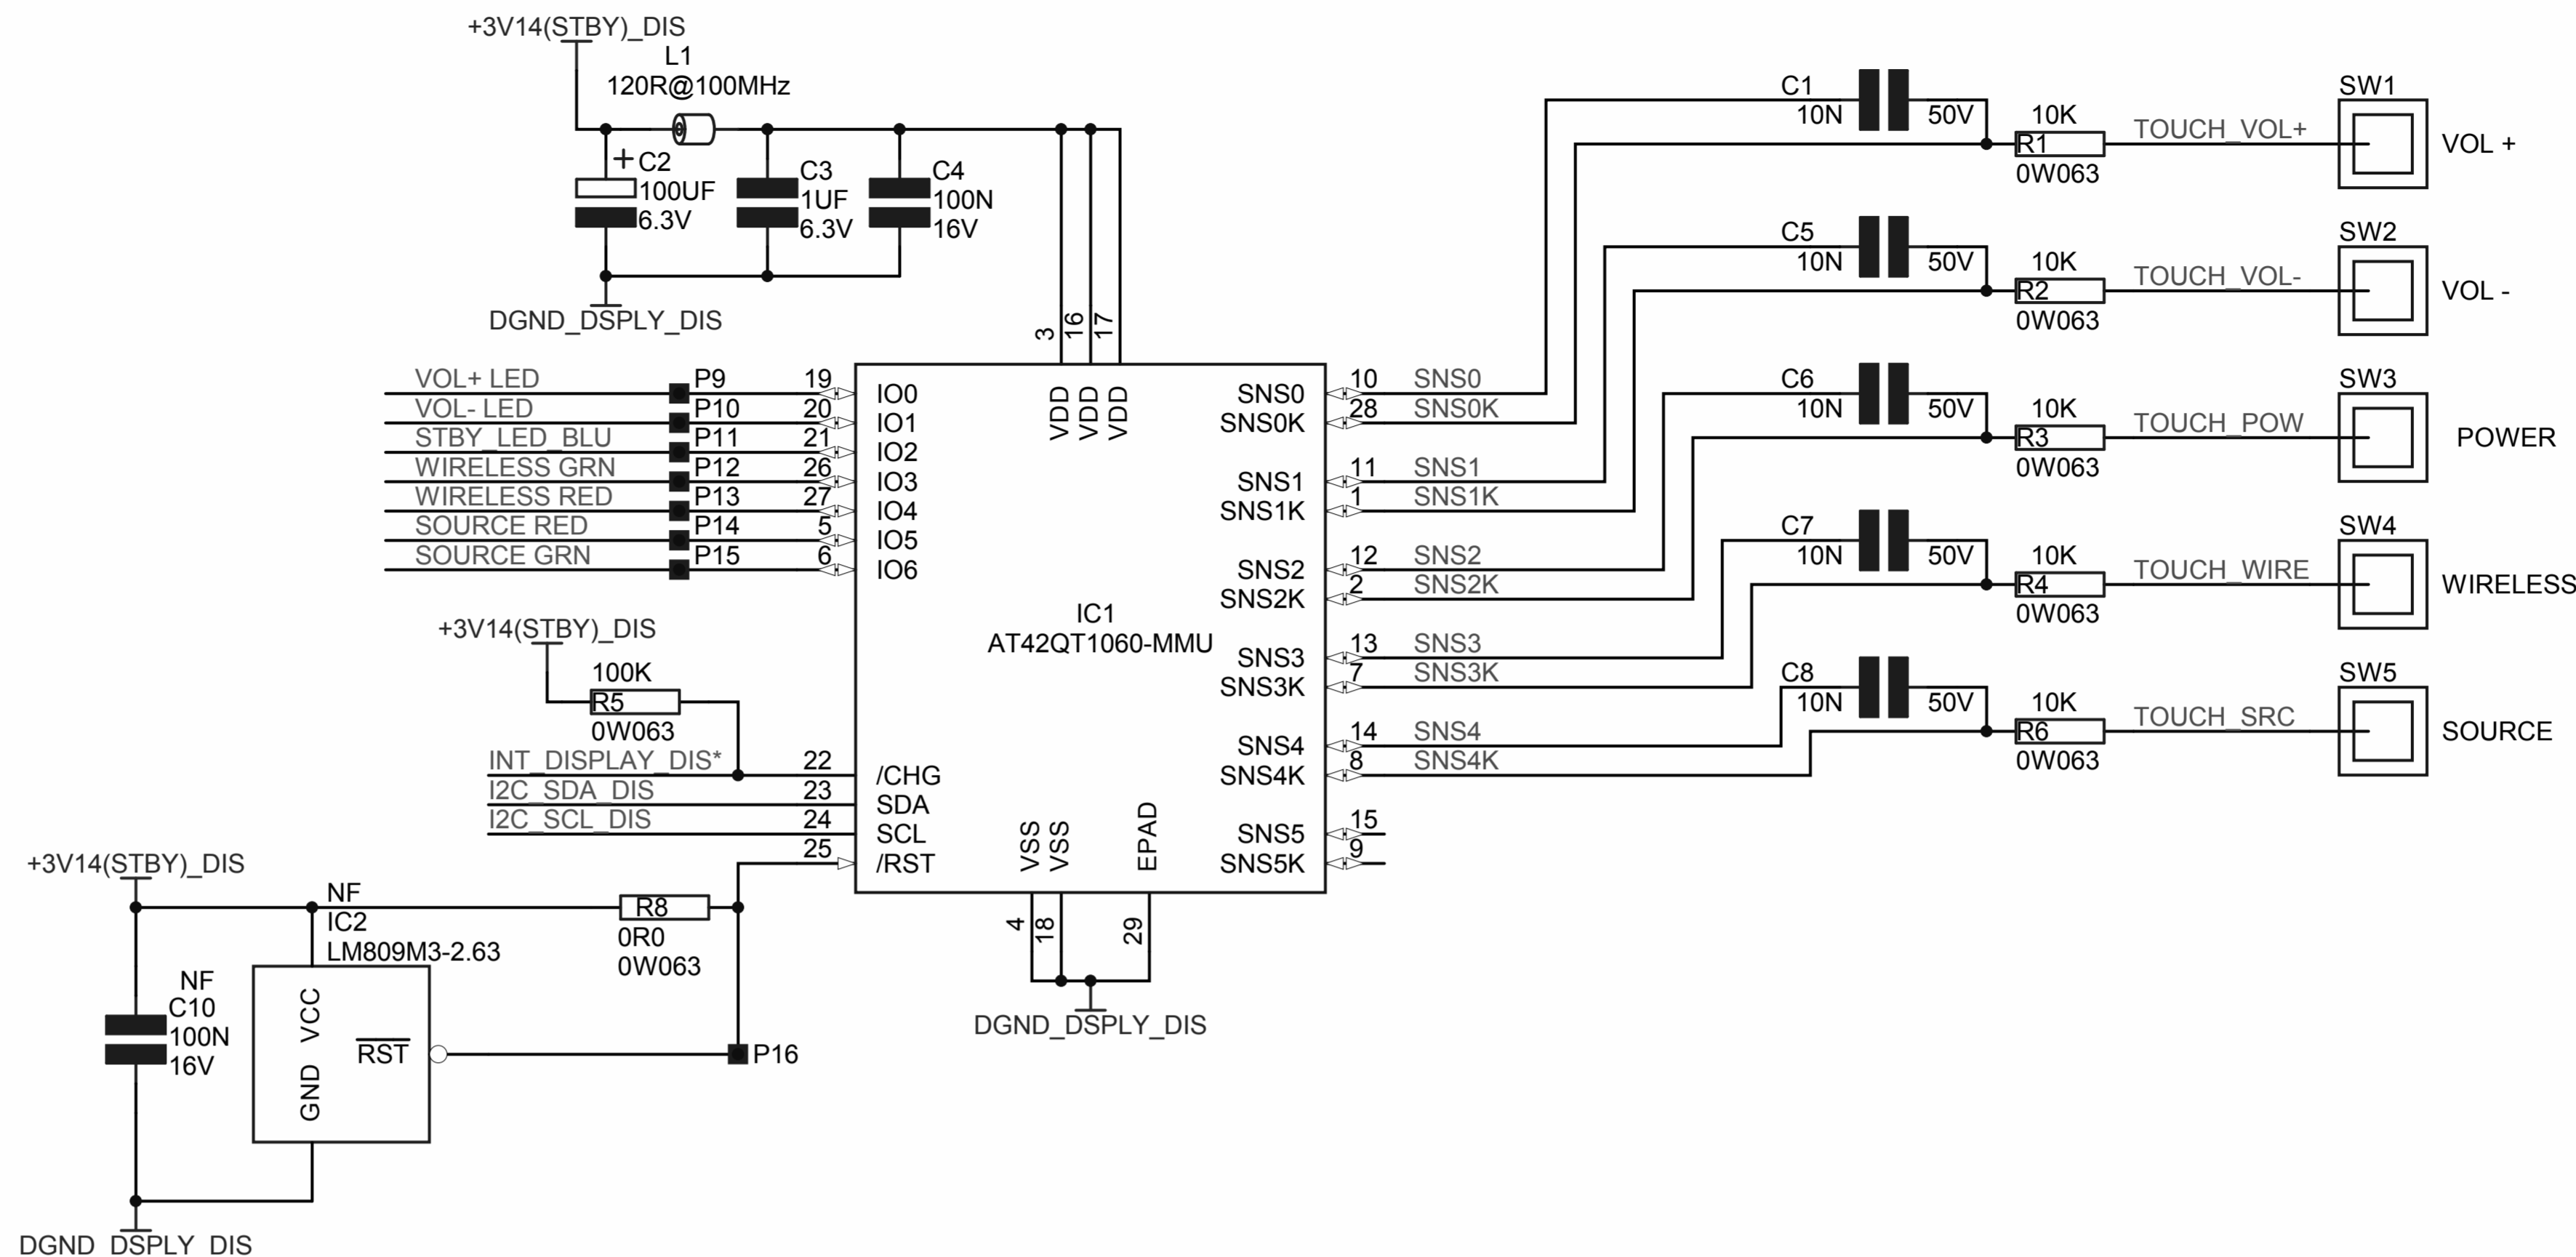 +3V14(STBY)_DIS
L1
120R@100MHz
+ C2
100UF
6.3V
C3
1UF
6.3V
C4
100N
16V
DGND_DSPLY_DIS
3
16
17
VOL+ LED P9 19 IO0
VOL- LED P10 20 IO1
STBY_LED_BLU P11 21 IO2
WIRELESS GRN P12 26 IO3
WIRELESS RED P13 27 IO4
SOURCE RED P14 5 IO5
SOURCE GRN P15 6 IO6
VDD
VDD
VDD
IC1
AT42QT1060-MMU
SNS0 10 SNS0
SNS0K 28 SNS0K
SNS1 11 SNS1
SNS1K 1 SNS1K
SNS2 12 SNS2
SNS2K 2 SNS2K
SNS3 13 SNS3
SNS3K 7 SNS3K
SNS4 14 SNS4
SNS4K 8 SNS4K
SNS5 15
SNS5K 9
+3V14(STBY)_DIS
100K
R5
0W063
INT_DISPLAY_DIS* 22 /CHG
I2C_SDA_DIS 23 SDA
I2C_SCL_DIS 24 SCL
25 /RST
VSS
VSS
EPAD
4
18
29
DGND_DSPLY_DIS
+3V14(STBY)_DIS
NF
IC2
LM809M3-2.63
R8
0R0
0W063
NF
C10
100N
16V
VCC
GND
RST
P16
DGND_DSPLY_DIS
C1
10N 50V
10K
R1
0W063
TOUCH_VOL+
SW1
VOL +
C5
10N 50V
10K
R2
0W063
TOUCH_VOL-
SW2
VOL -
C6
10N 50V
10K
R3
0W063
TOUCH_POW
SW3
POWER
C7
10N 50V
10K
R4
0W063
TOUCH_WIRE
SW4
WIRELESS
C8
10N 50V
10K
R6
0W063
TOUCH_SRC
SW5
SOURCE